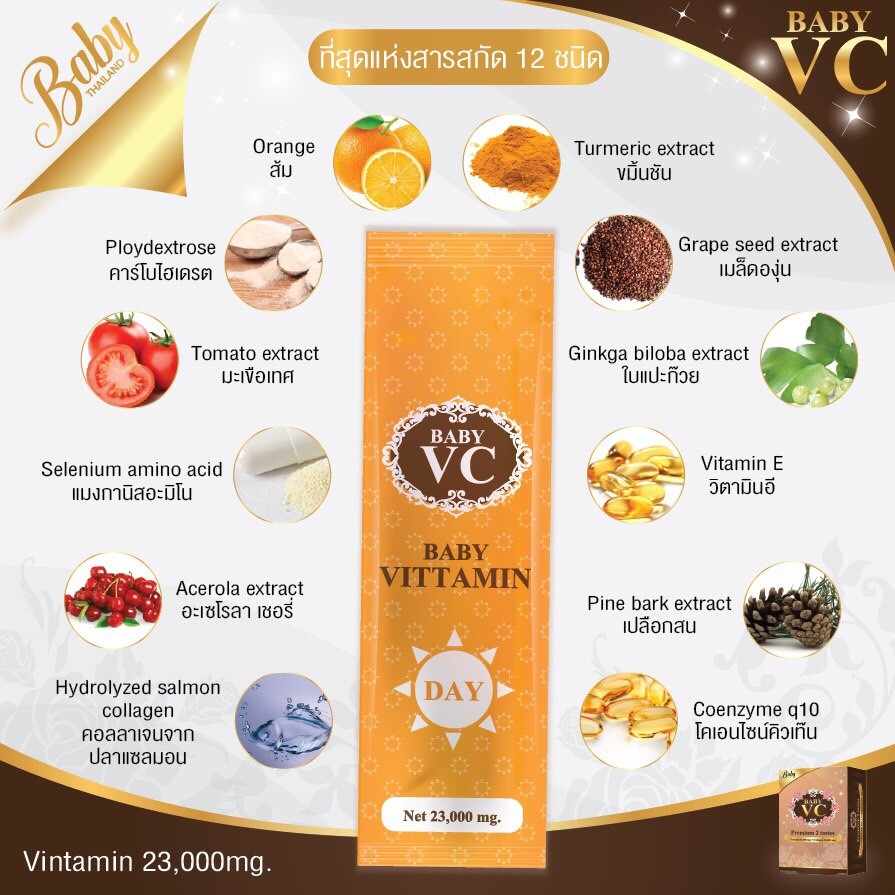 Baby
THAILAND
ที่สุดแห่งสารสกัด 12 ชนิด
BABY
VC
Orange
ส้ม
Turmeric extract
ขมิ้นชัน
Ploydextrose
คาร์โบไฮเดรต
Grape seed extract
เมล็ดองุ่น
Tomato extract
มะเขือเทศ
Ginkga biloba extract
ใบแปะก๊วย
Selenium amino acid
แมงกานิสอะมิโน
Vitamin E
วิตามินอี
Acerola extract
อะเซโรลา เชอรี่
Pine bark extract
เปลือกสน
Hydrolyzed salmon
collagen
คอลลาเจนจาก
ปลาแซลมอน
Coenzyme q10
โคเอนไซน์คิวเท็น
BABY
VC
BABY
VITTAMIN
DAY
Net 23,000 mg.
Baby
BABY
VC
Premium 2 tastes
Vintamin 23,000mg.